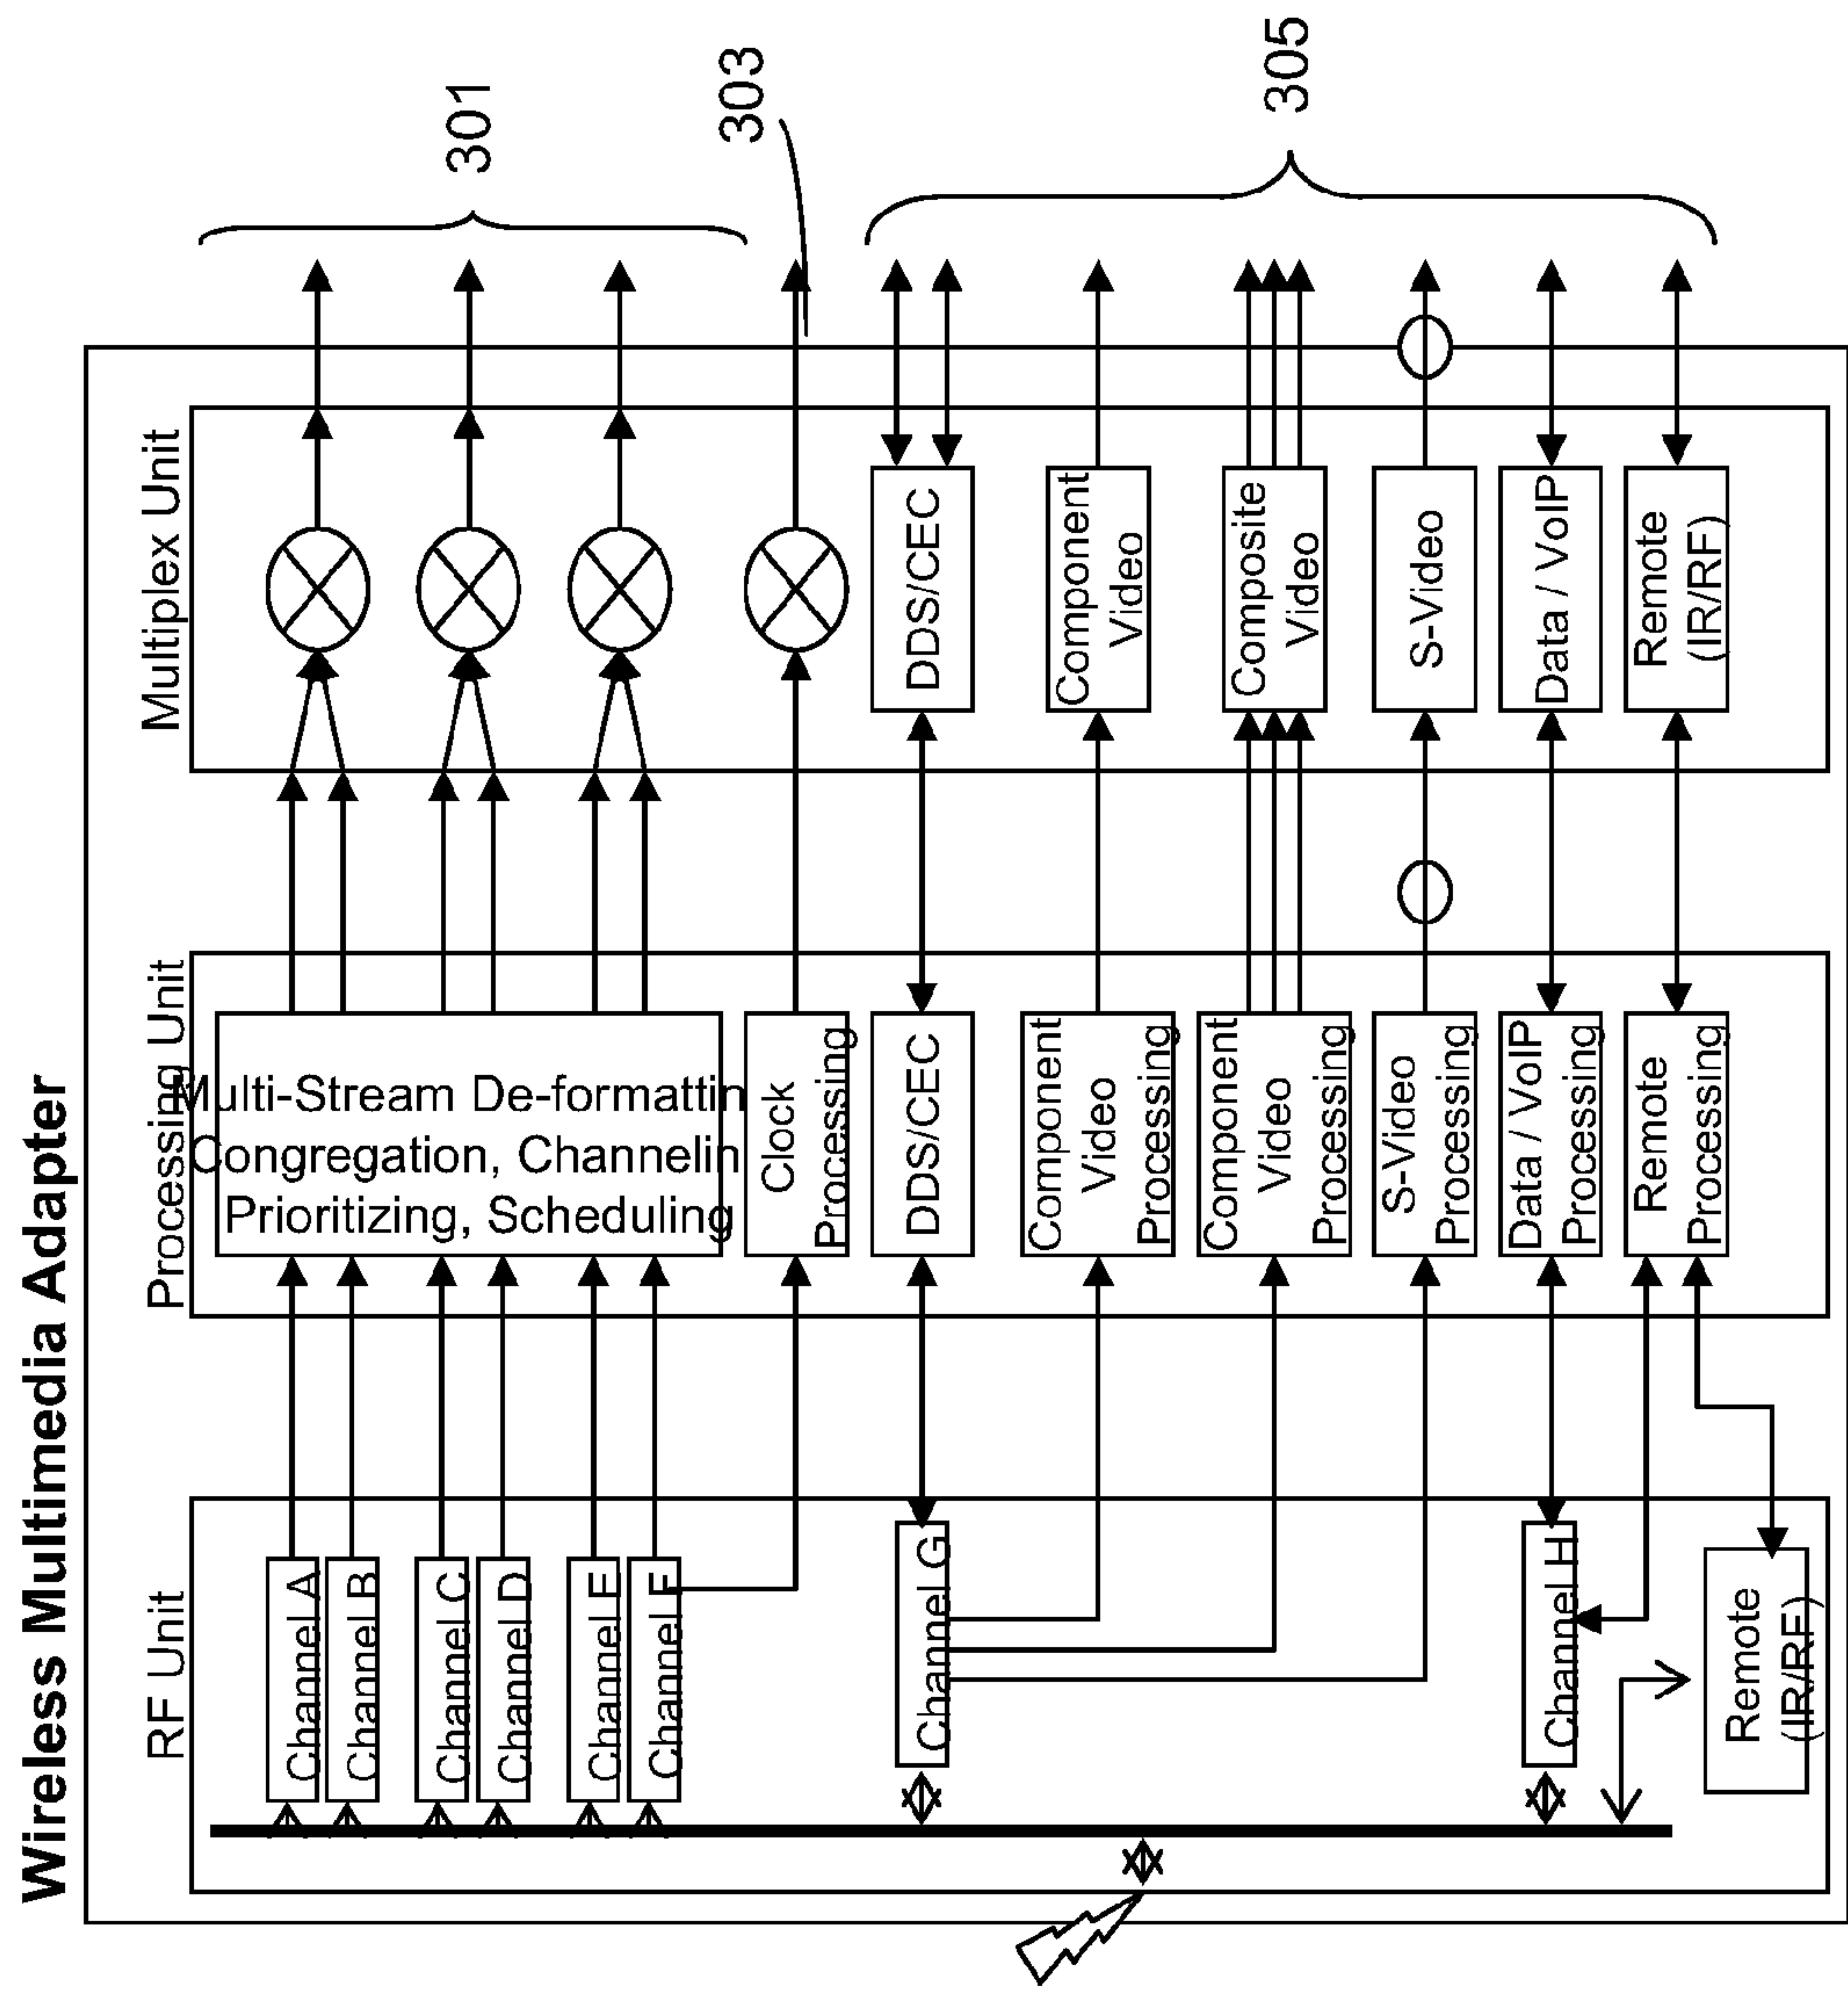 Wireless Multimedia Adapter
RF Unit
Channel A
Channel B
Channel C
Channel D
Channel E
Channel F
Channel G
Channel H
Remote
(IR/RF)
Processing Unit
Multi-Stream De-formattin
Congregation, Channelin
Prioritizing, Scheduling
Clock
Processing
DDS/CEC
Component
Video
Processing
Component
Video
Processing
S-Video
Processing
Data / VoIP
Processing
Remote
Processing
Multiplex Unit
DDS/CEC
Component
Video
Composite
Video
S-Video
Data / VoIP
Remote
(IR/RF)
301
303
305